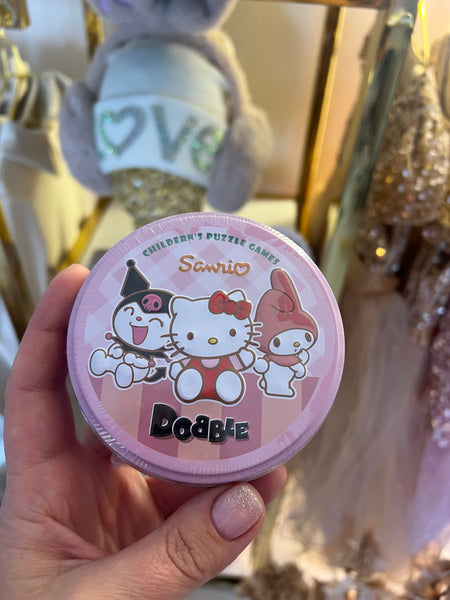 LOVE
CHILDERN'S PUZZLE GAMES
Sanrio
DOBBLE